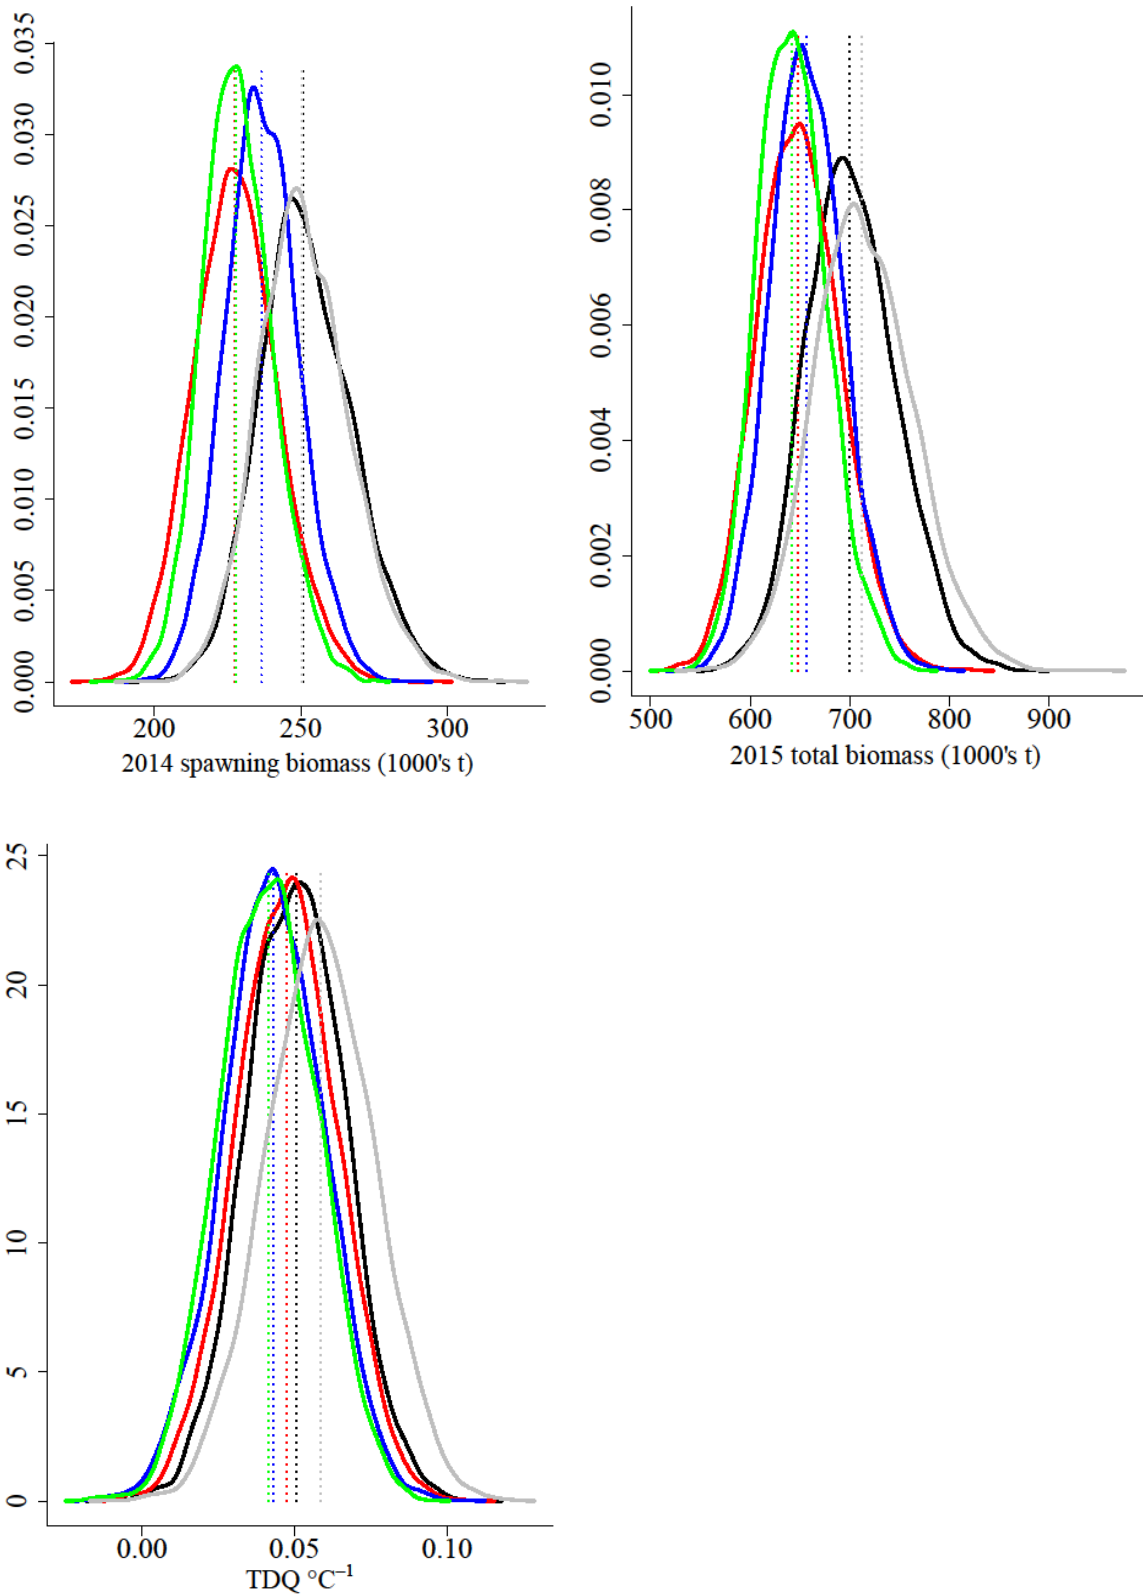 0.000 0.005 0.010 0.015 0.020 0.025 0.030 0.035
200 250 300
2014 spawning biomass (1000's t)
0.000 0.002 0.004 0.006 0.008 0.010
500 600 700 800 900
2015 total biomass (1000's t)
0 5 10 15 20 25
0.00 0.05 0.10
TDQ °C⁻¹